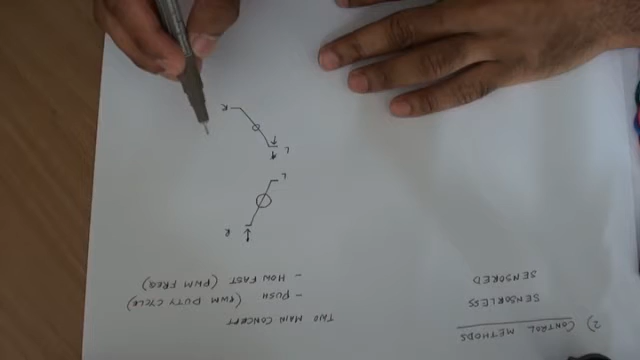 2) CONTROL METHODS
SENSORLESS
SENSORED
TWO MAIN CONCEPT
- PUSH (PWM DUTY CYCLE)
- HOW FAST (PWM FREQ)
R
L
L
R